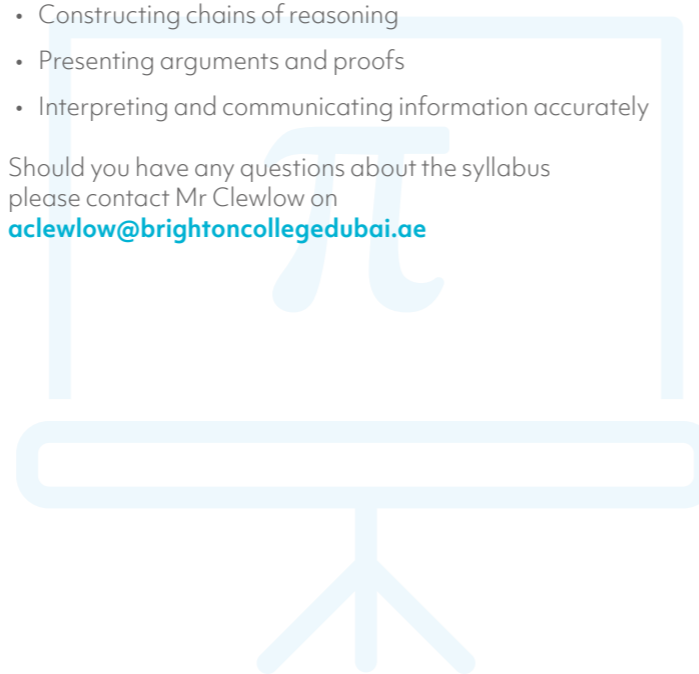 • Constructing chains of reasoning
• Presenting arguments and proofs
• Interpreting and communicating information accurately
Should you have any questions about the syllabus
please contact Mr Clewlow on
aclewlow@brightoncollegedubai.ae
π